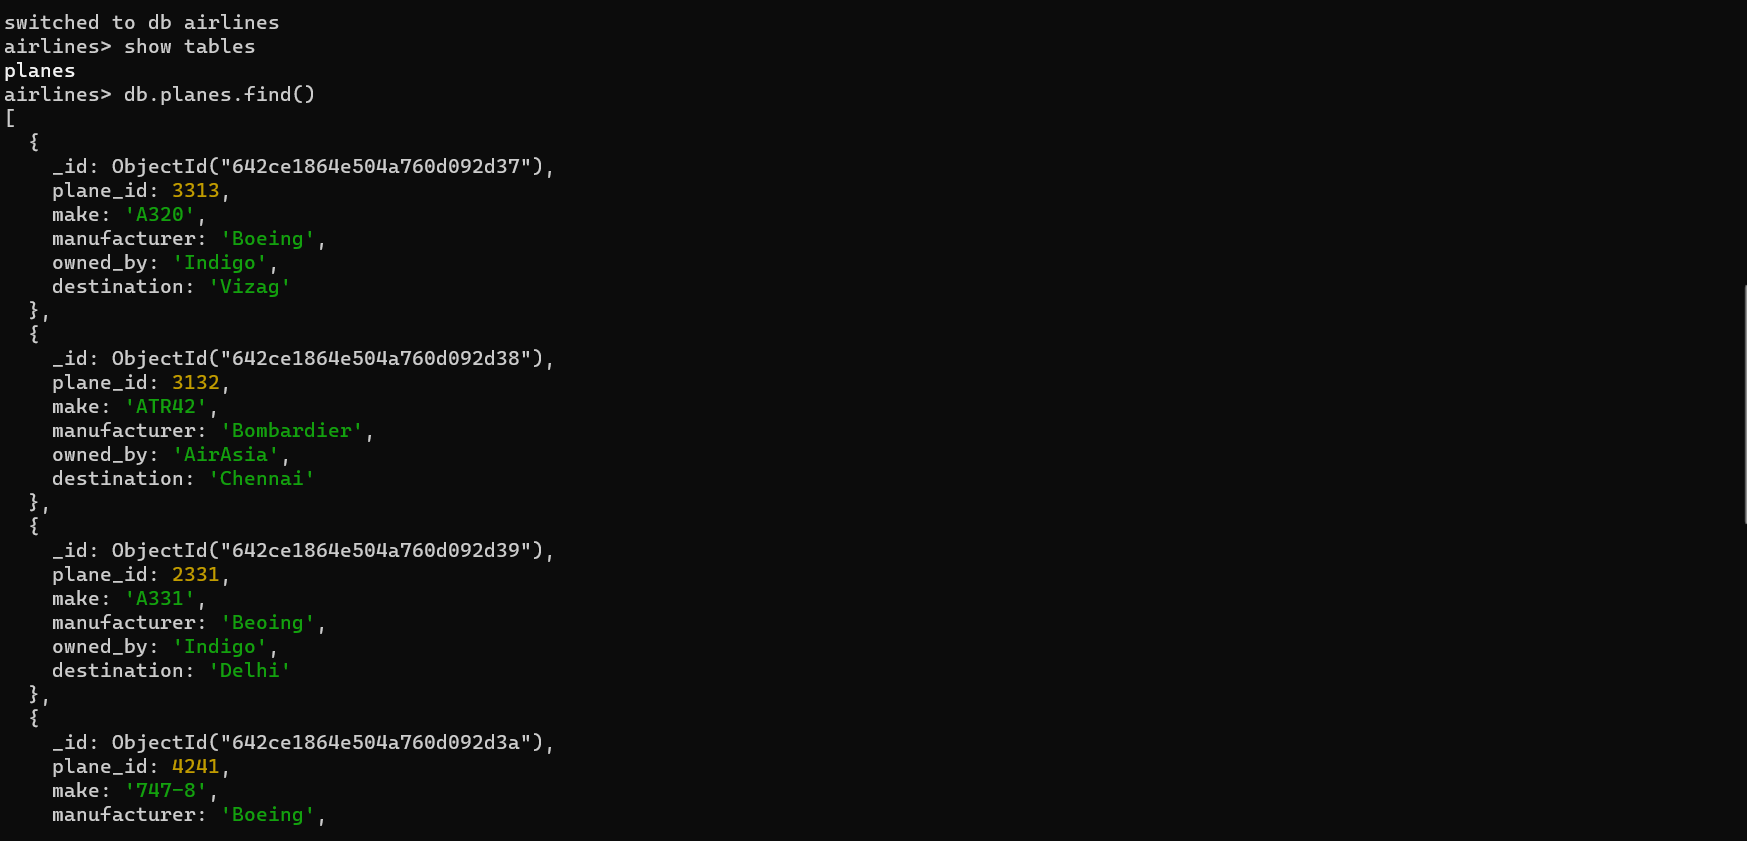 switched to db airlines
airlines> show tables
planes
airlines> db.planes.find()
[
  {
    _id: ObjectId("642ce1864e504a760d092d37"),
    plane_id: 3313,
    make: 'A320',
    manufacturer: 'Boeing',
    owned_by: 'Indigo',
    destination: 'Vizag'
  },
  {
    _id: ObjectId("642ce1864e504a760d092d38"),
    plane_id: 3132,
    make: 'ATR42',
    manufacturer: 'Bombardier',
    owned_by: 'AirAsia',
    destination: 'Chennai'
  },
  {
    _id: ObjectId("642ce1864e504a760d092d39"),
    plane_id: 2331,
    make: 'A331',
    manufacturer: 'Beoing',
    owned_by: 'Indigo',
    destination: 'Delhi'
  },
  {
    _id: ObjectId("642ce1864e504a760d092d3a"),
    plane_id: 4241,
    make: '747-8',
    manufacturer: 'Boeing',